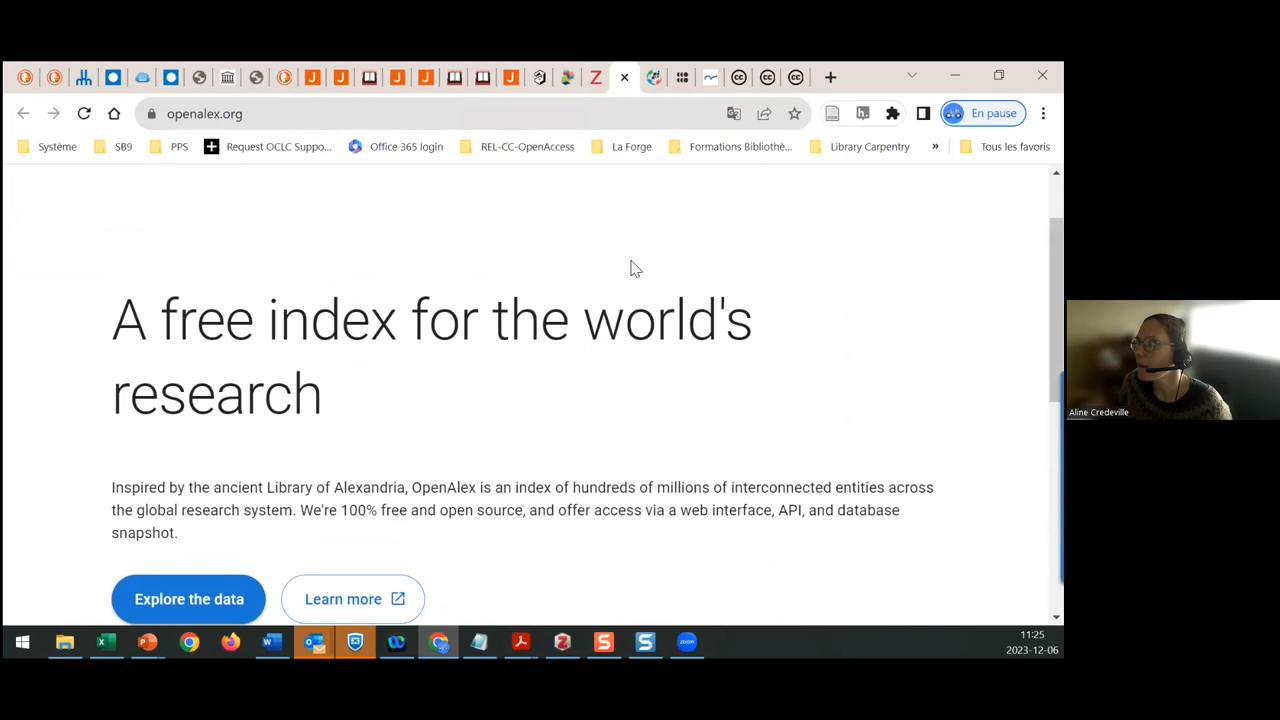 openalex.org
En pause
Système
SB9
PPS
Request OCLC Suppo...
Office 365 login
REL-CC-OpenAccess
La Forge
Formations Bibliothè...
Library Carpentry
»
Tous les favoris
A free index for the world's
research
Inspired by the ancient Library of Alexandria, OpenAlex is an index of hundreds of millions of interconnected entities across
the global research system. We're 100% free and open source, and offer access via a web interface, API, and database
snapshot.
Explore the data
Learn more
Aline Credeville
11:25
2023-12-06
zoom